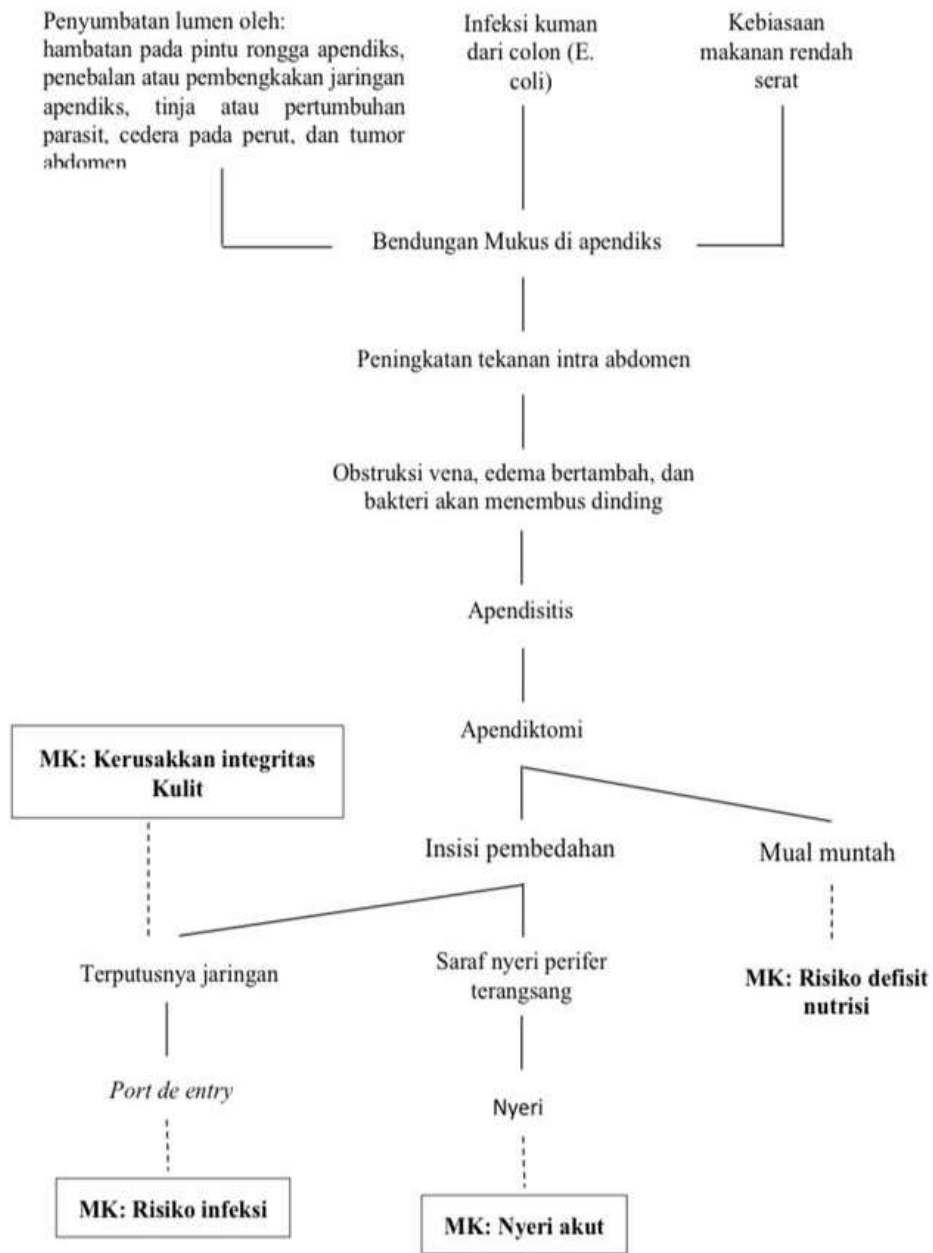 Penyumbatan lumen oleh:
hambatan pada pintu rongga apendiks,
penebalan atau pembengkakan jaringan
apendiks, tinja atau pertumbuhan
parasit, cedera pada perut, dan tumor
abdomen
Infeksi kuman
dari colon (E.
coli)
Kebiasaan
makanan rendah
serat
Bendungan Mukus di apendiks
Peningkatan tekanan intra abdomen
Obstruksi vena, edema bertambah, dan
bakteri akan menembus dinding
Apendisitis
Apendiktomi
MK: Kerusakkan integritas
Kulit
Insisi pembedahan
Mual muntah
Terputusnya jaringan
Saraf nyeri perifer
terangsang
MK: Risiko defisit
nutrisi
Port de entry
Nyeri
MK: Risiko infeksi
MK: Nyeri akut